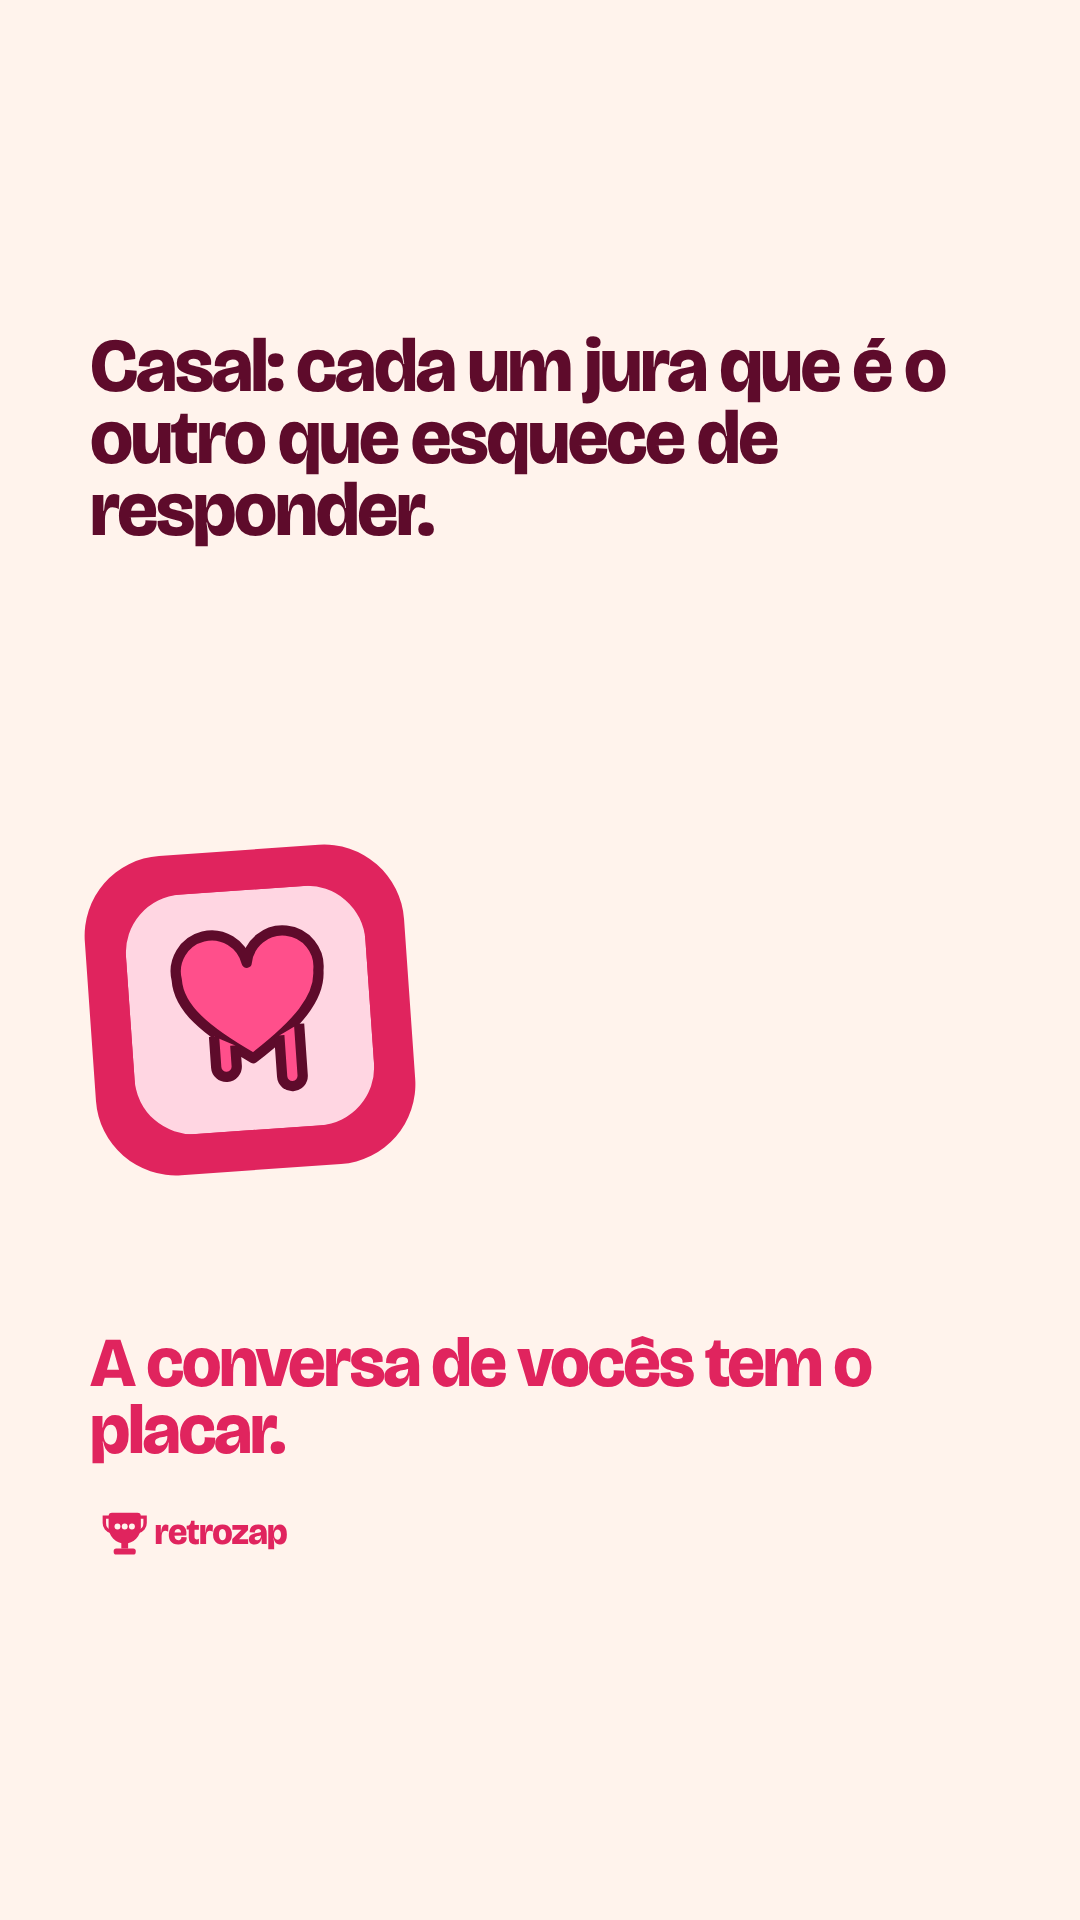 Casal: cada um jura que é o
outro que esquece de
responder.
A conversa de vocês tem o
placar.
retrozap